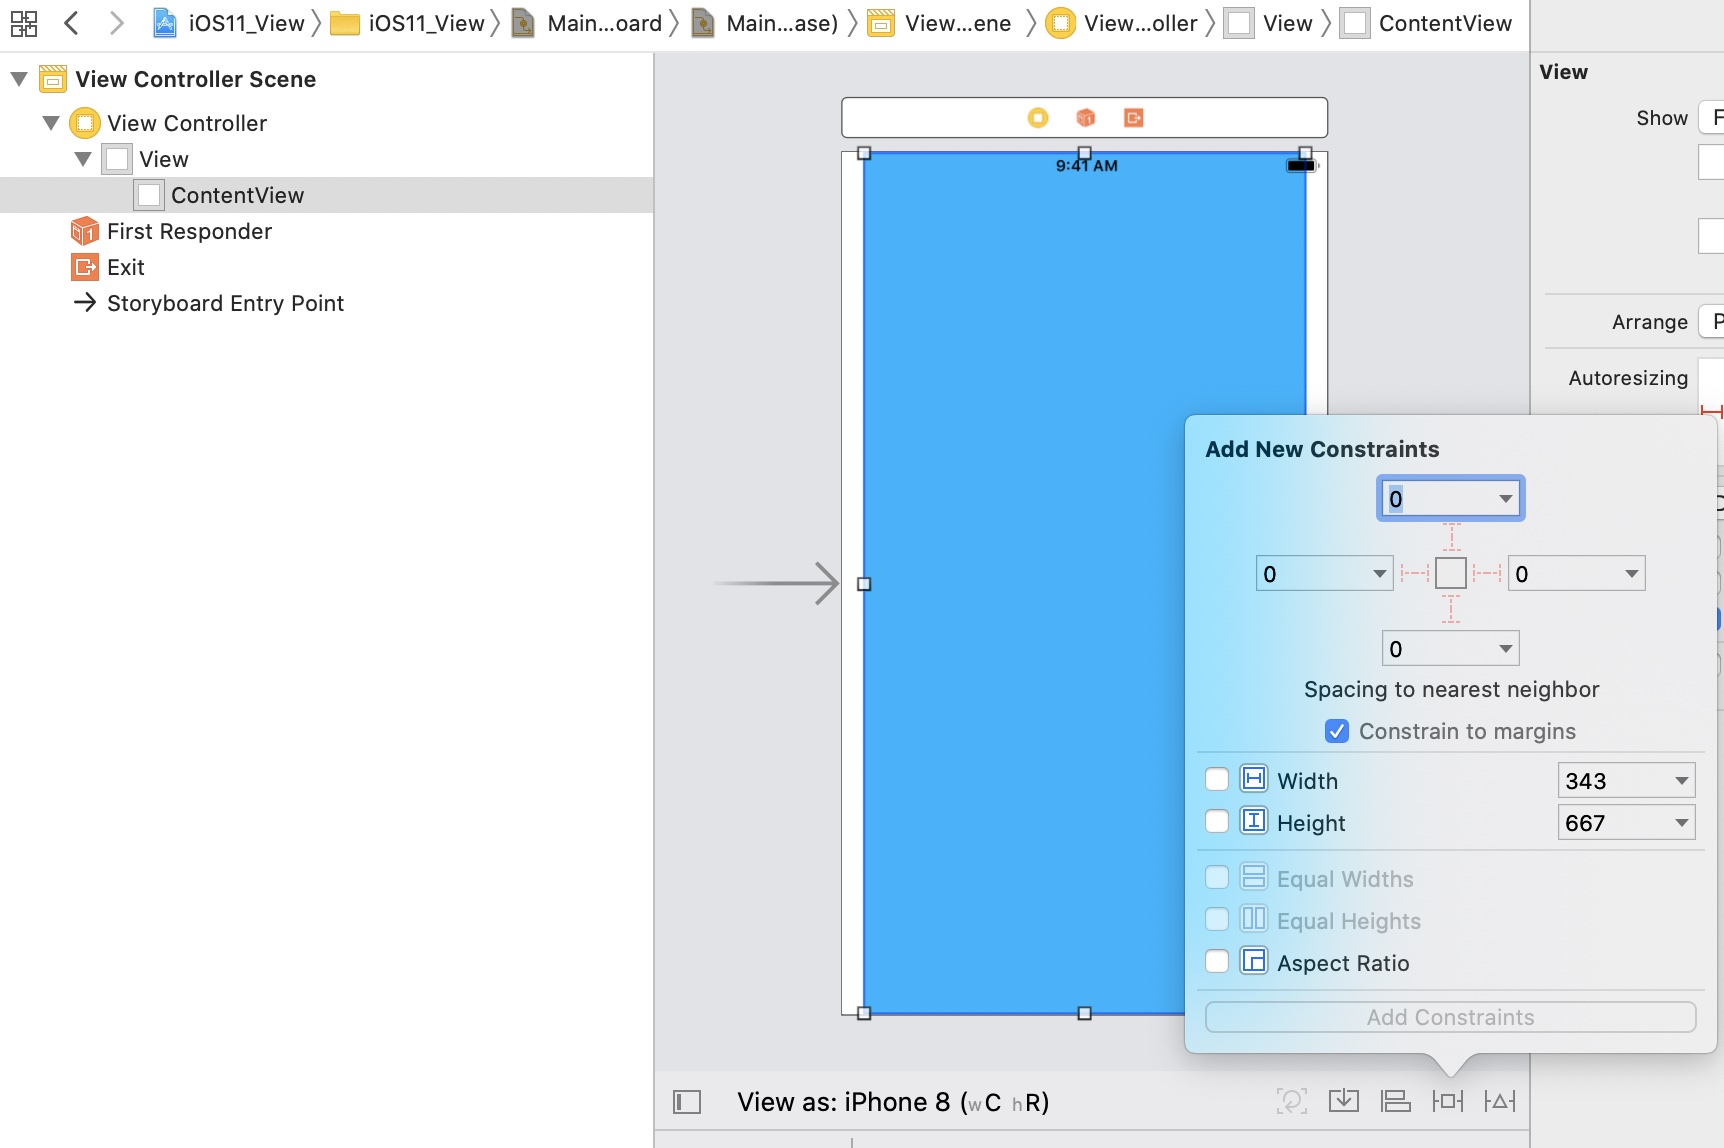 iOS11_View iOS11_View Main...oard Main...ase) View...ene View...oller View ContentView
View Controller Scene
View Controller
View
ContentView
First Responder
Exit
Storyboard Entry Point
9:41 AM
View
Show F
Arrange P
Autoresizing
Add New Constraints
0
0 0
0
Spacing to nearest neighbor
Constrain to margins
Width 343
Height 667
Equal Widths
Equal Heights
Aspect Ratio
Add Constraints
View as: iPhone 8 (wC hR)